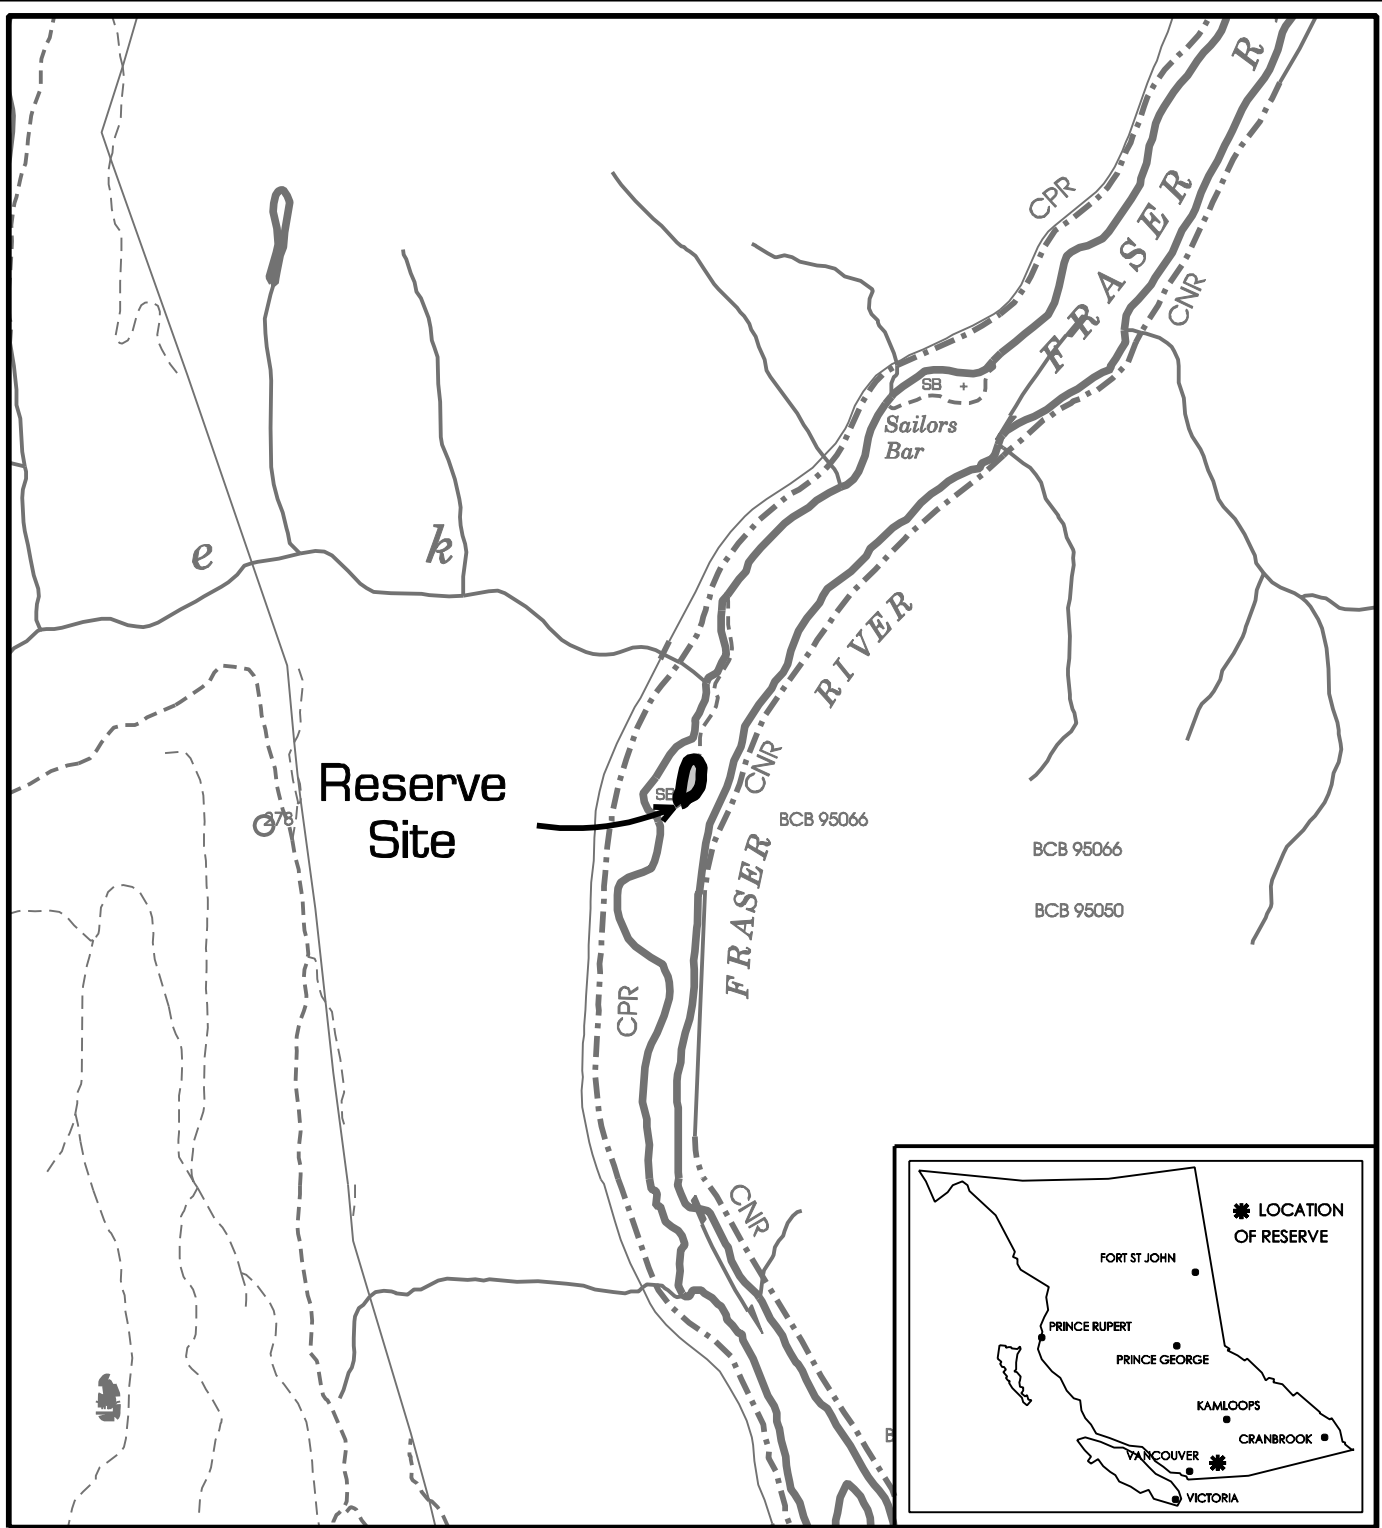 R
CPR
FRASER
CNR
SB +
Sailors
Bar
e
k
RIVER
CNR
Reserve
Site
SB
278
BCB 95066
BCB 95066
FRASER
BCB 95050
CPR
CNR
LOCATION
OF RESERVE
FORT ST JOHN
PRINCE RUPERT
PRINCE GEORGE
KAMLOOPS
CRANBROOK
VANCOUVER
VICTORIA